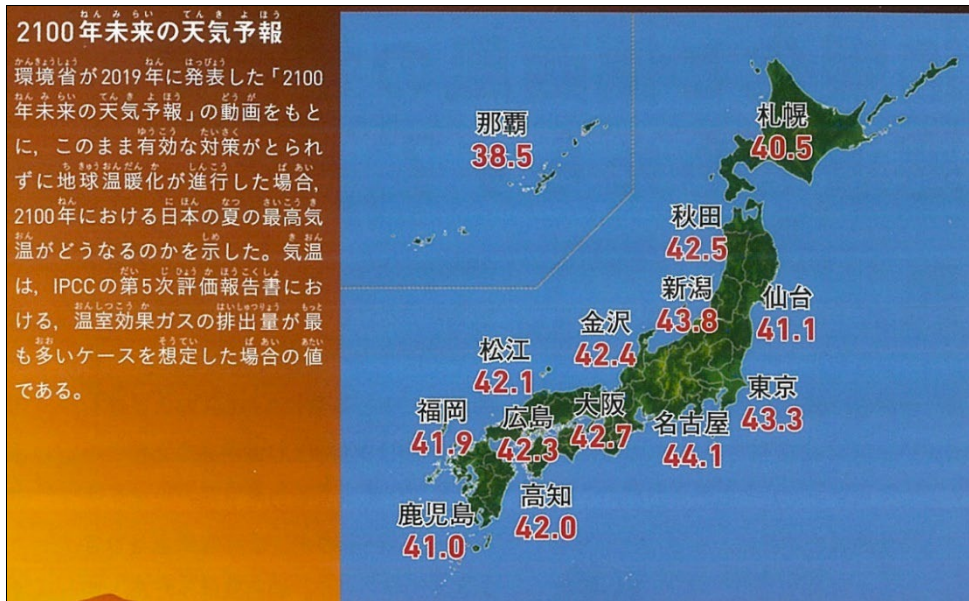 2100年未来の天気予報
環境省が2019年に発表した「2100
年未来の天気予報」の動画をもと
に，このまま有効な対策がとられ
ずに地球温暖化が進行した場合，
2100年における日本の夏の最高気
温がどうなるのかを示した。気温
は，IPCCの第5次評価報告書にお
ける，温室効果ガスの排出量が最
も多いケースを想定した場合の値
である。
那覇
38.5
札幌
40.5
秋田
42.5
新潟
43.8
仙台
41.1
金沢
42.4
松江
42.1
東京
43.3
福岡
41.9
広島
42.3
大阪
42.7
名古屋
44.1
高知
42.0
鹿児島
41.0